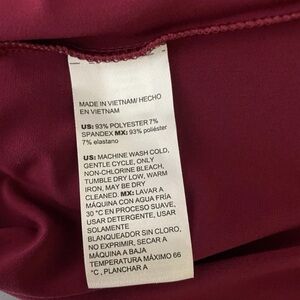 MADE IN VIETNAM/ HECHO
EN VIETNAM
US: 93% POLYESTER 7%
SPANDEX MX: 93% poliéster
7% elastano
US: MACHINE WASH COLD,
GENTLE CYCLE, ONLY
NON-CHLORINE BLEACH,
TUMBLE DRY LOW, WARM
IRON, MAY BE DRY
CLEANED. MX: LAVAR A
MÁQUINA CON AGUA FRÍA
30 °C EN PROCESO SUAVE,
USAR DETERGENTE, USAR
SOLAMENTE
BLANQUEADOR SIN CLORO,
NO EXPRIMIR, SECAR A
MÁQUINA A BAJA
TEMPERATURA MÁXIMO 66
°C , PLANCHAR A